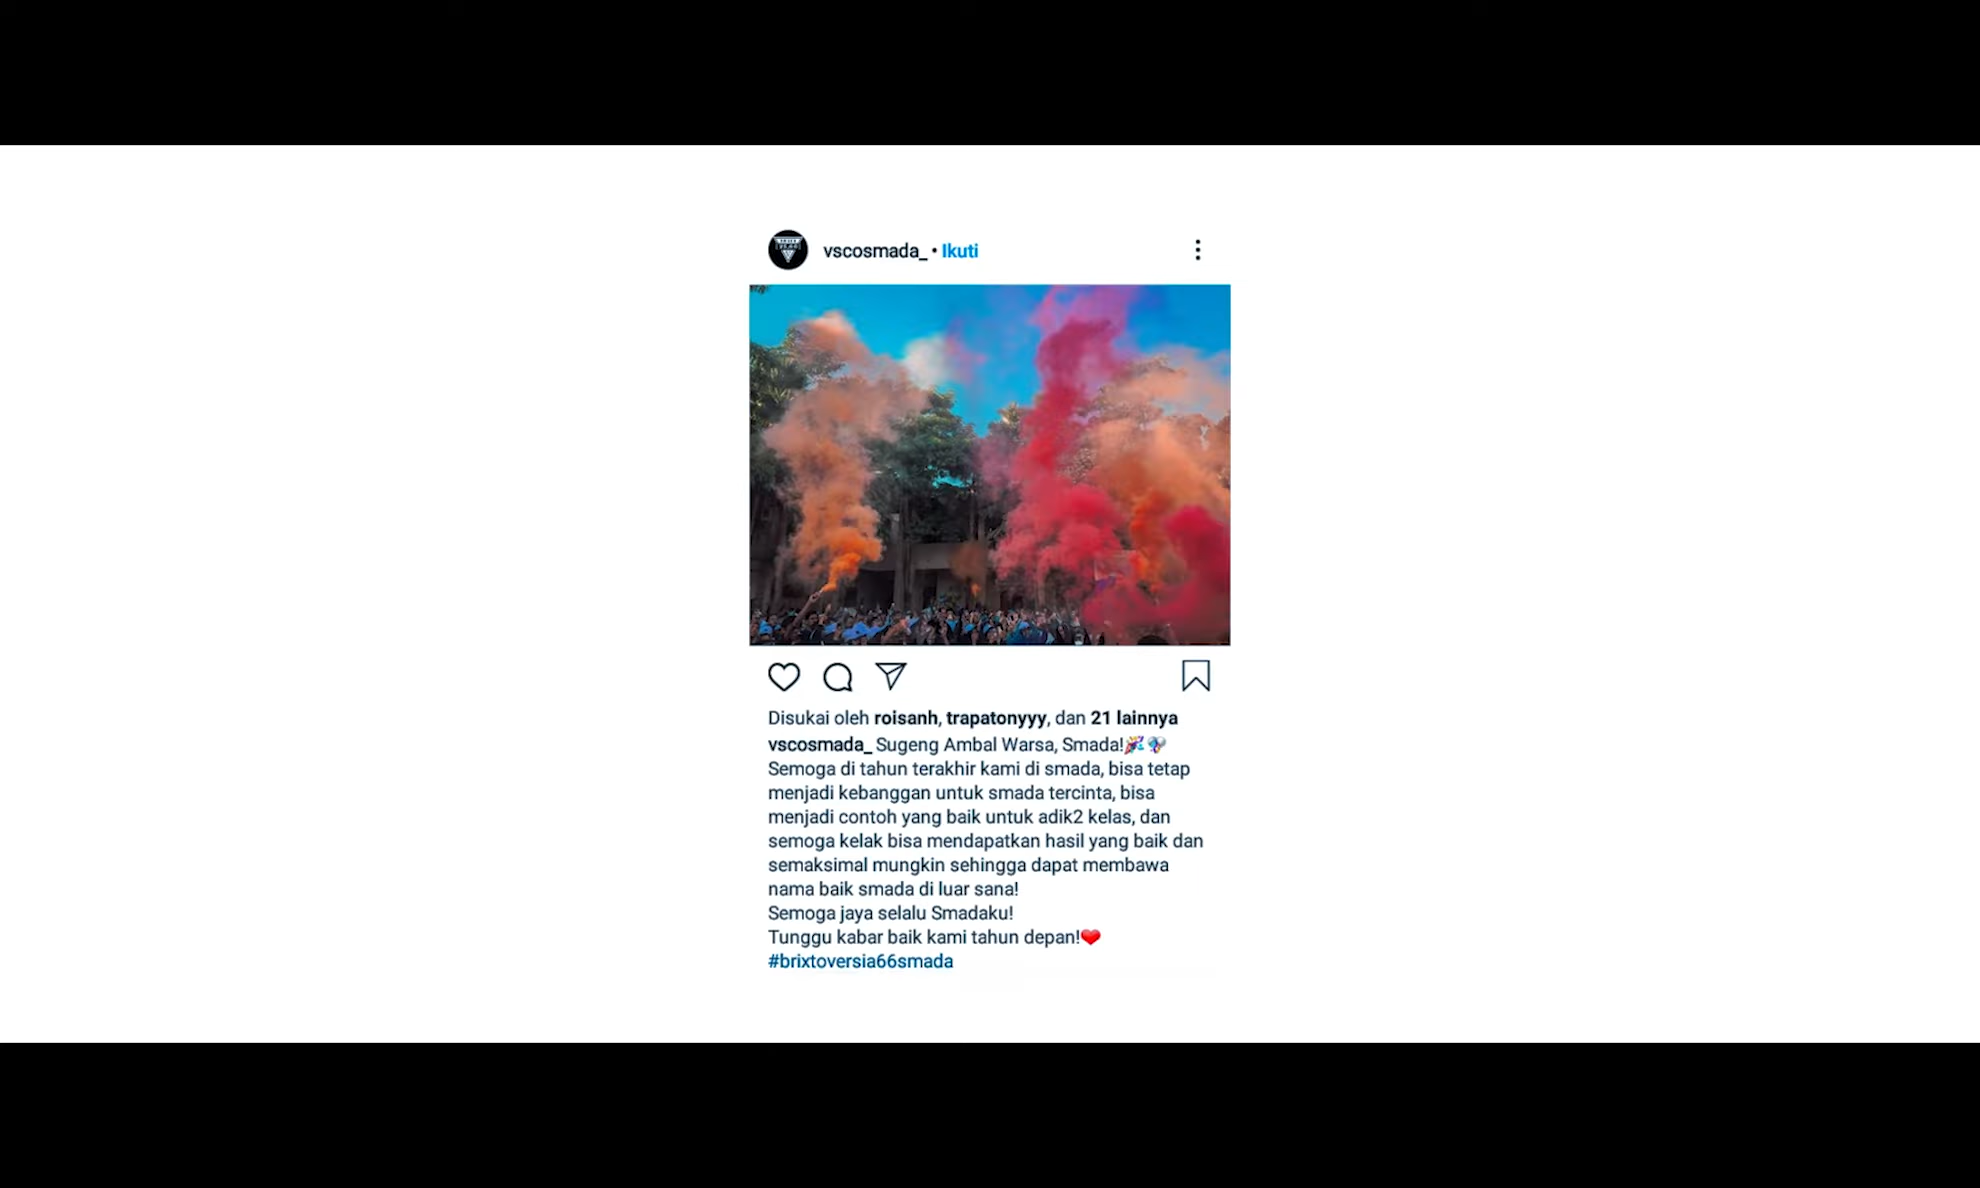 vscosmada_ • Ikuti
Disukai oleh roisanh, trapatonyyy, dan 21 lainnya
vscosmada_ Sugeng Ambal Warsa, Smada!🎉🎊
Semoga di tahun terakhir kami di smada, bisa tetap
menjadi kebanggan untuk smada tercinta, bisa
menjadi contoh yang baik untuk adik2 kelas, dan
semoga kelak bisa mendapatkan hasil yang baik dan
semaksimal mungkin sehingga dapat membawa
nama baik smada di luar sana!
Semoga jaya selalu Smadaku!
Tunggu kabar baik kami tahun depan!❤️
#brixtoversia66smada